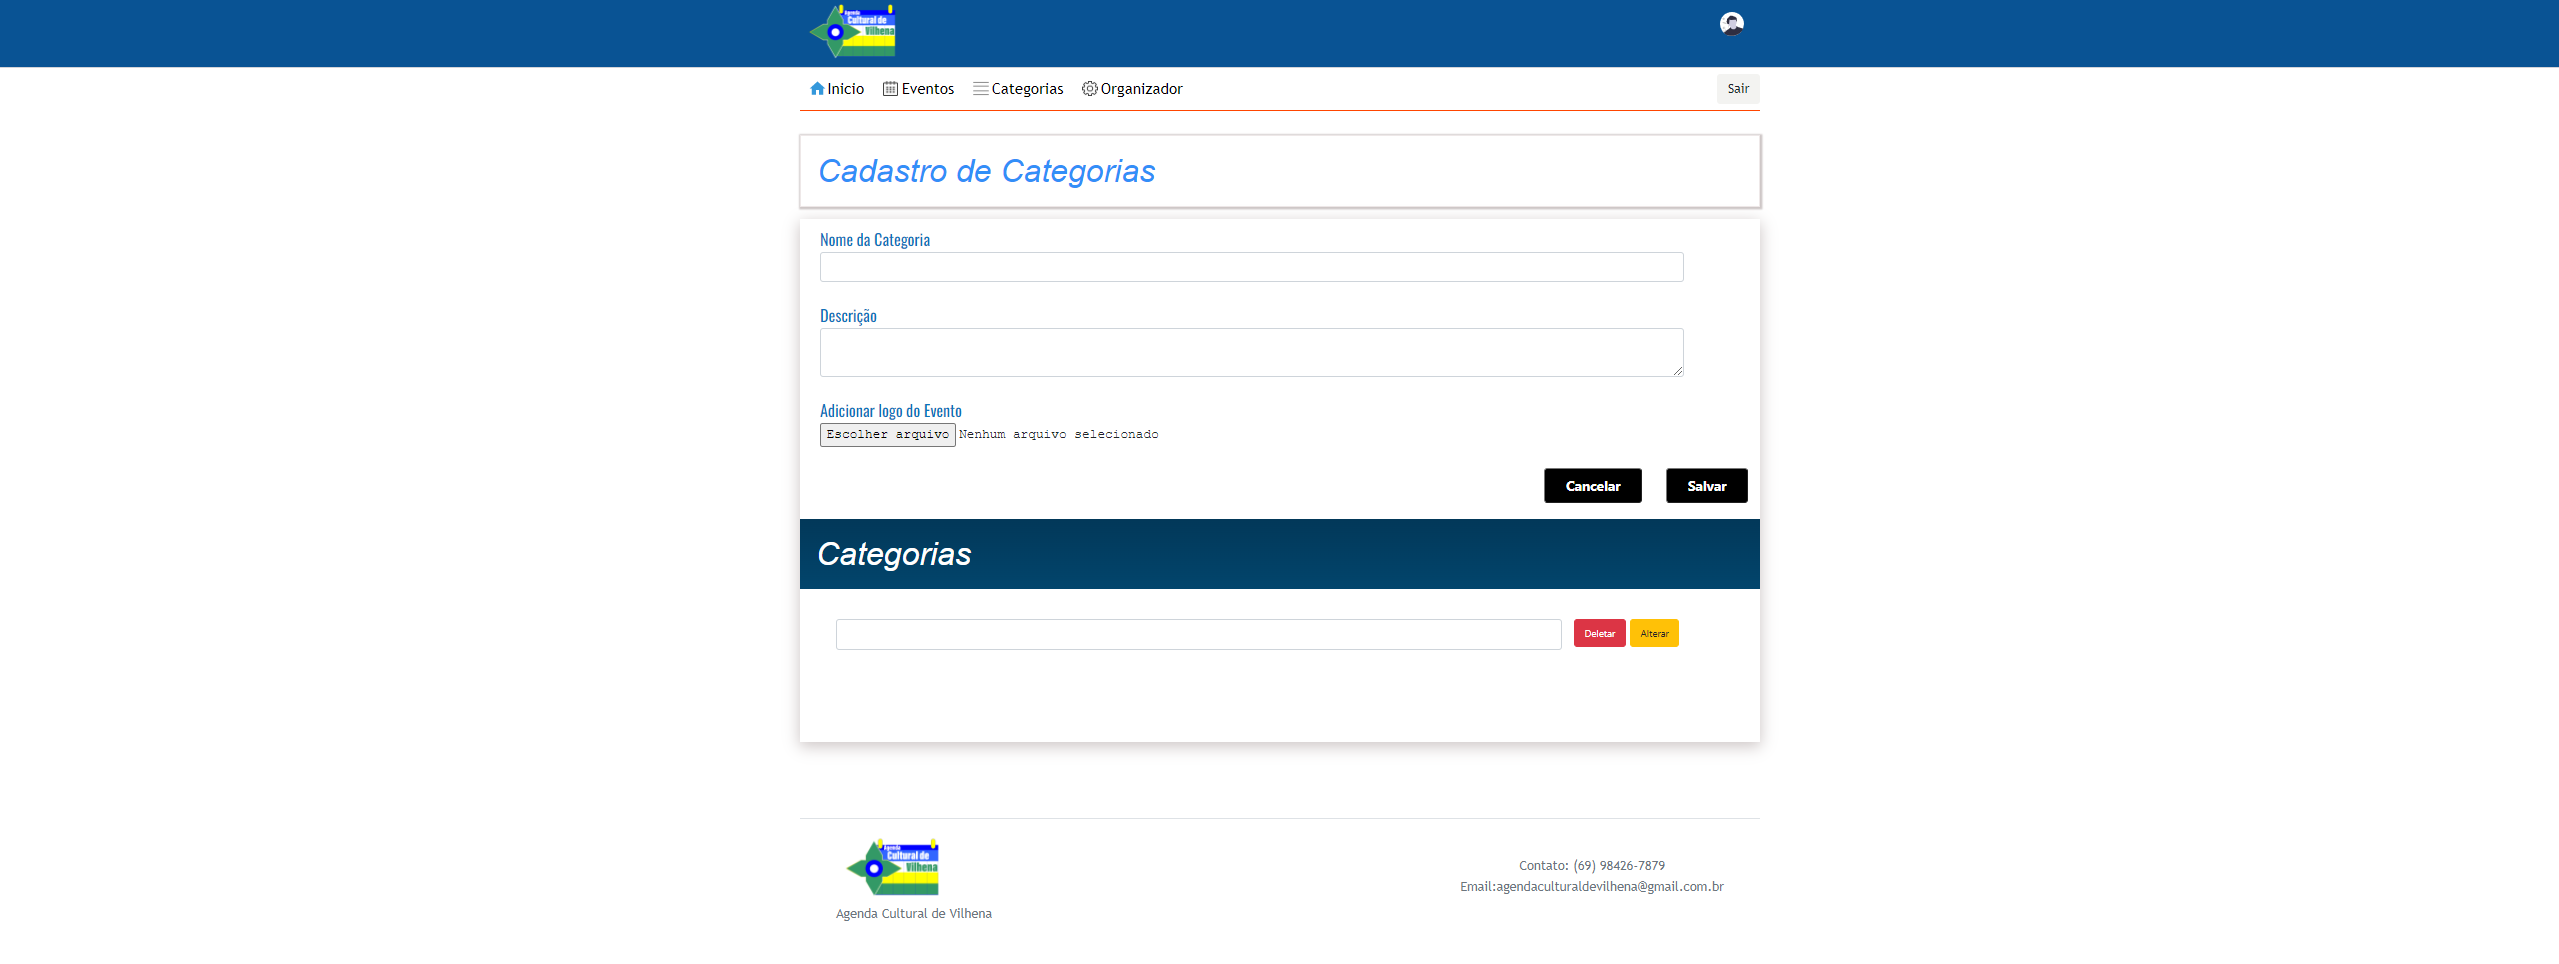 Agenda
Cultural de
Vilhena
Inicio Eventos Categorias Organizador Sair
Cadastro de Categorias
Nome da Categoria
Descrição
Adicionar logo do Evento
Escolher arquivo Nenhum arquivo selecionado
Cancelar Salvar
Categorias
Deletar Alterar
Agenda
Cultural de
Vilhena
Agenda Cultural de Vilhena
Contato: (69) 98426-7879
Email:agendaculturaldevilhena@gmail.com.br